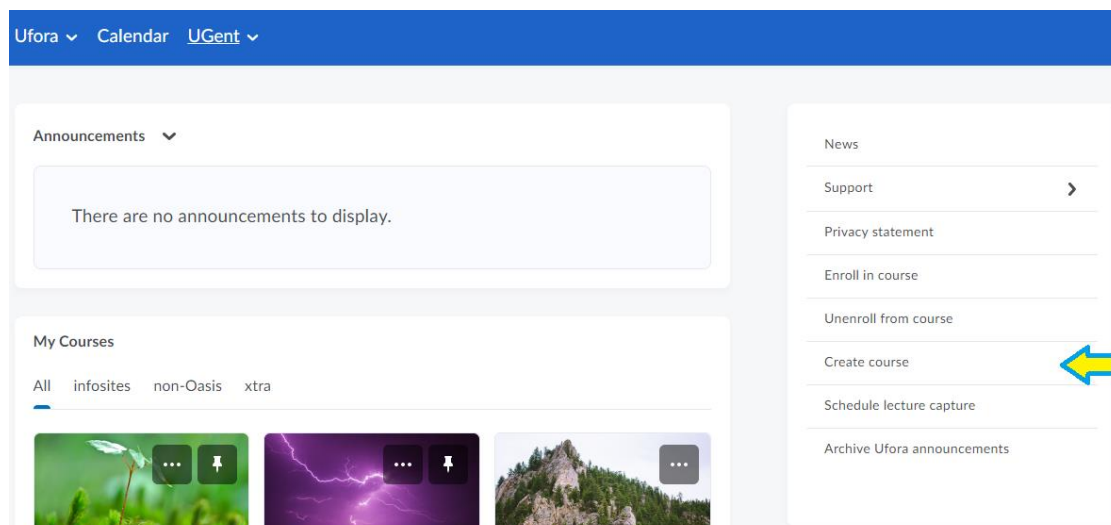 Ufora Calendar UGent
Announcements
There are no announcements to display.
My Courses
All infosites non-Oasis xtra
News
Support
Privacy statement
Enroll in course
Unenroll from course
Create course
Schedule lecture capture
Archive Ufora announcements